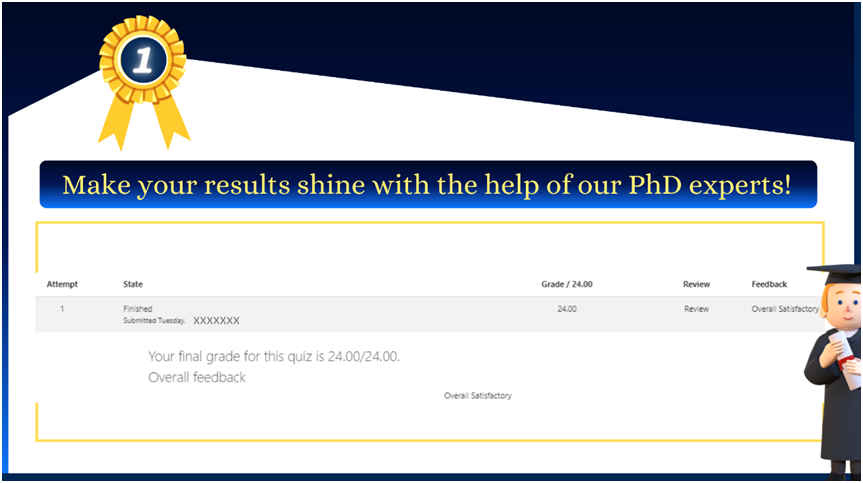 1
Make your results shine with the help of our PhD experts!
Attempt State Grade / 24.00 Review Feedback
1 Finished 24.00 Review Overall Satisfactory
Submitted Tuesday, XXXXXXX
Your final grade for this quiz is 24.00/24.00.
Overall feedback
Overall Satisfactory